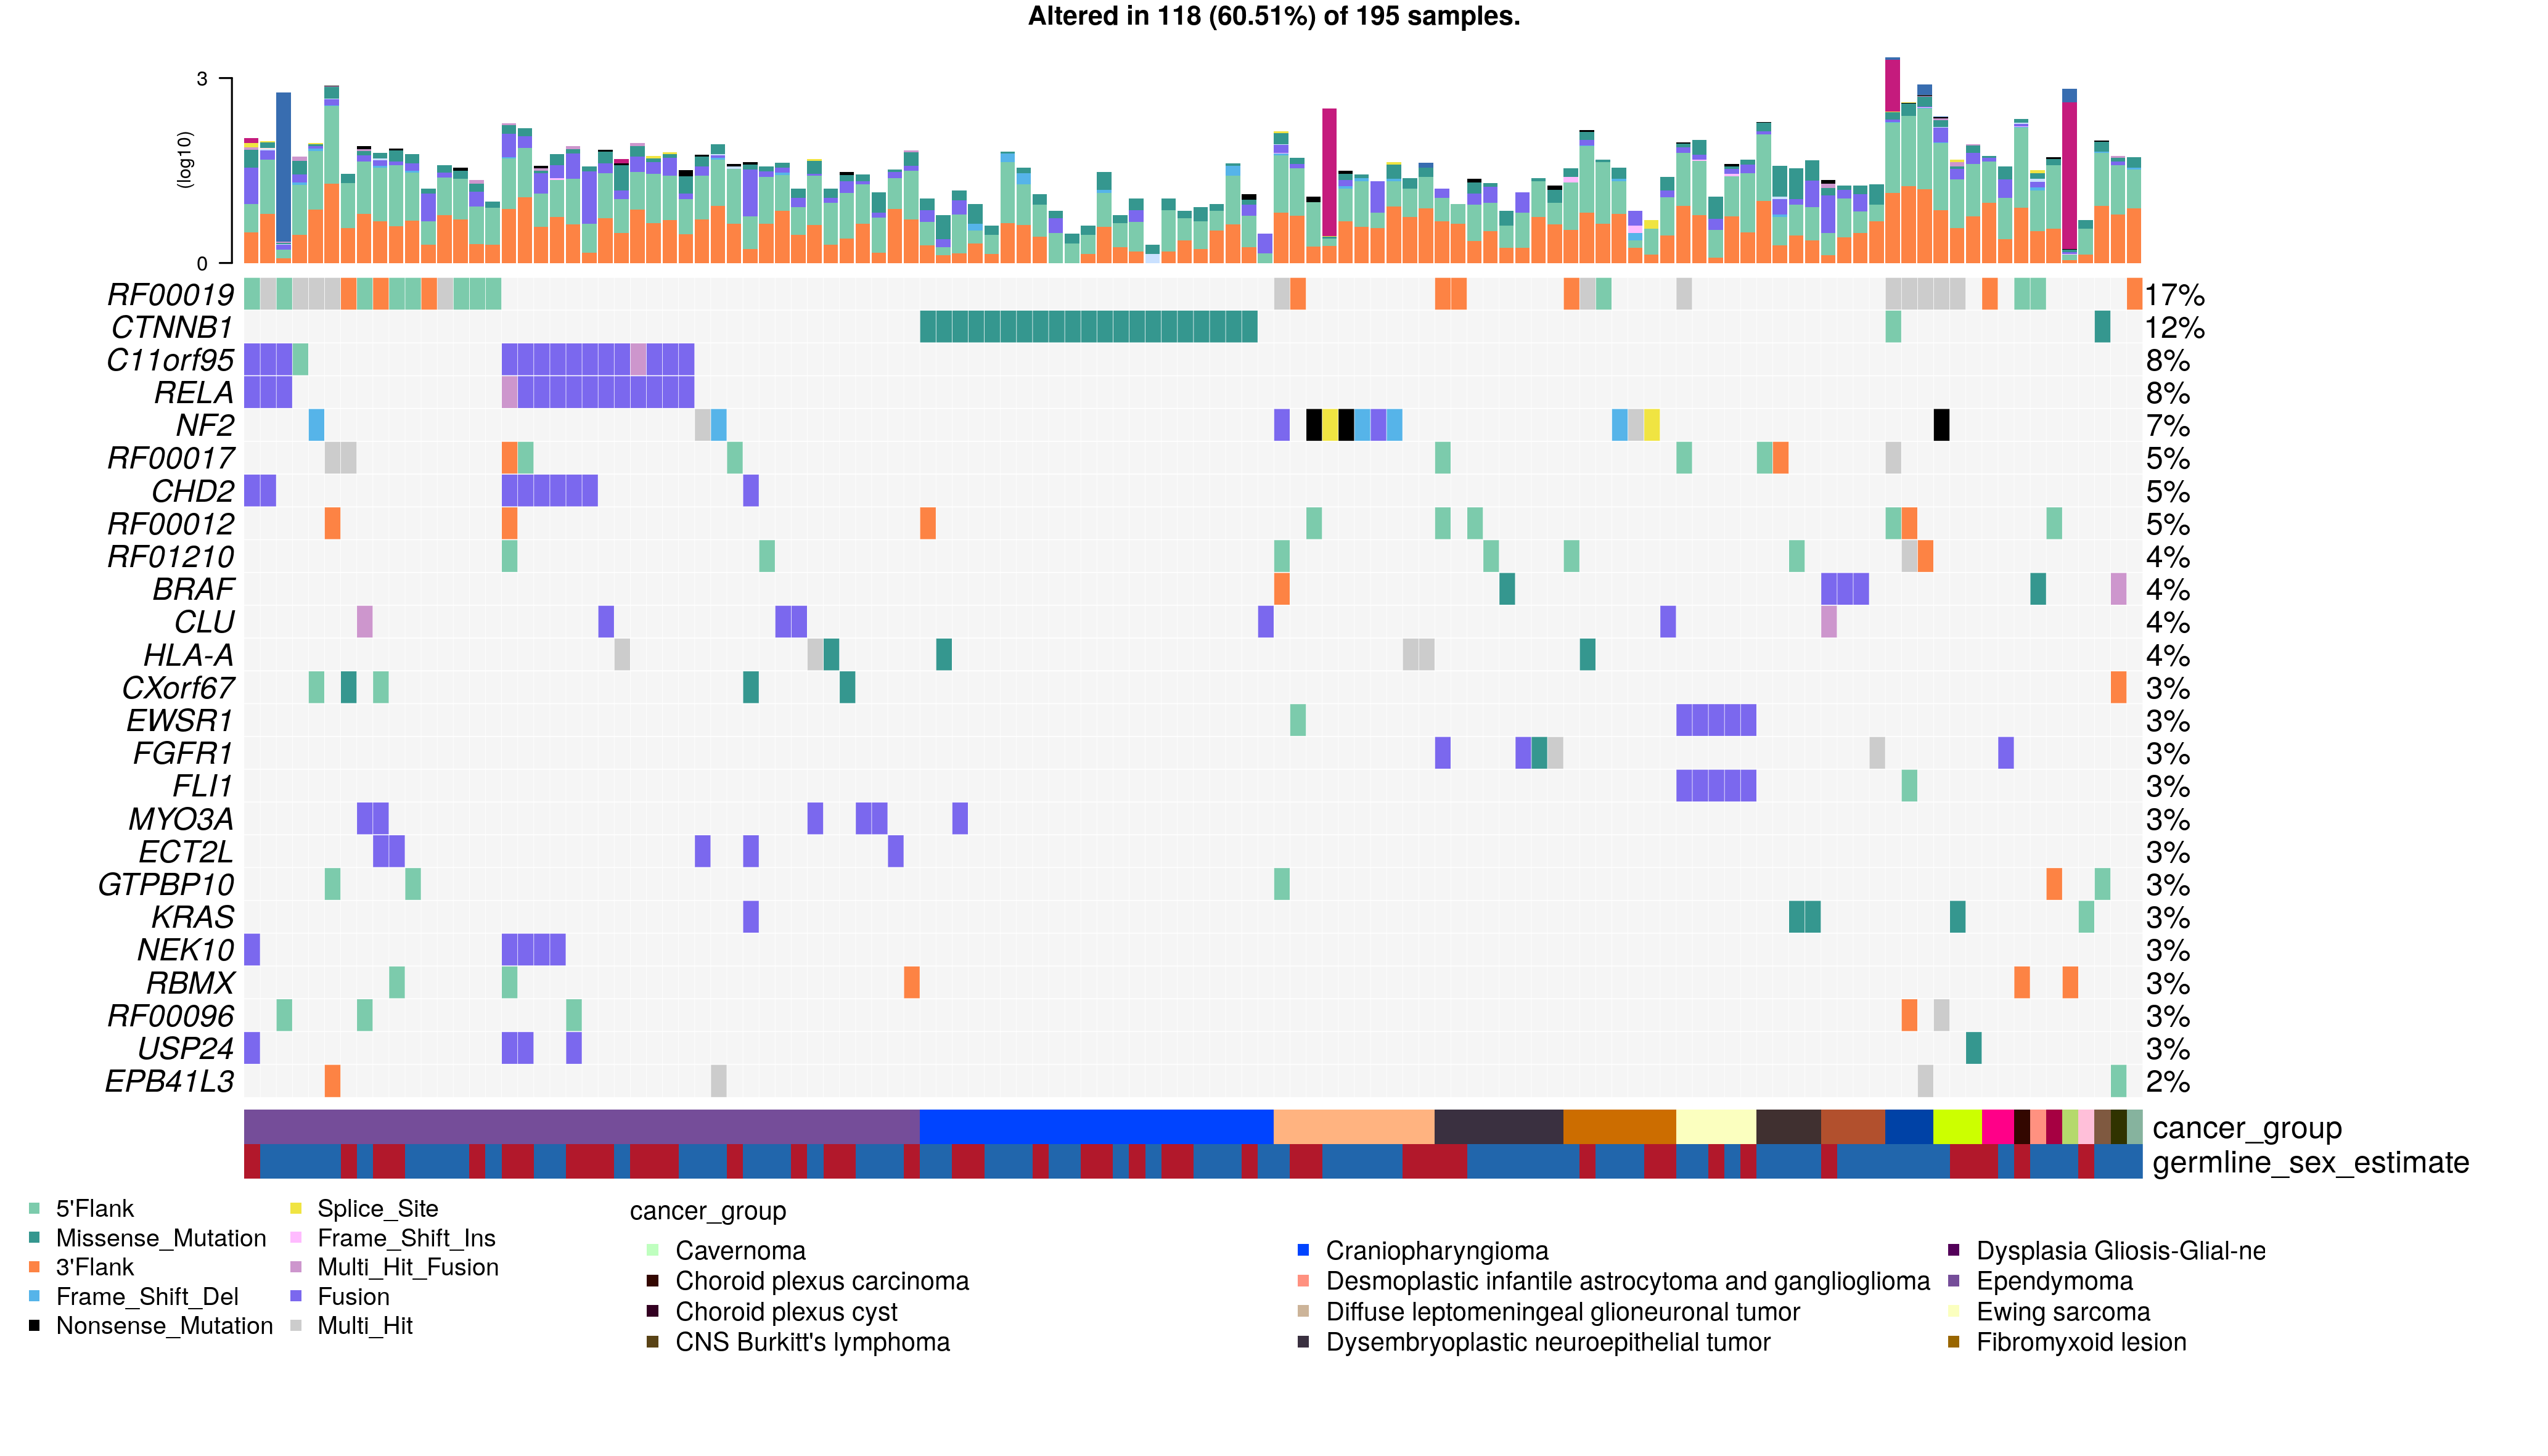 Altered in 118 (60.51%) of 195 samples.
3
(log10)
0
RF00019 17%
CTNNB1 12%
C11orf95 8%
RELA 8%
NF2 7%
RF00017 5%
CHD2 5%
RF00012 5%
RF01210 4%
BRAF 4%
CLU 4%
HLA-A 4%
CXorf67 3%
EWSR1 3%
FGFR1 3%
FLI1 3%
MYO3A 3%
ECT2L 3%
GTPBP10 3%
KRAS 3%
NEK10 3%
RBMX 3%
RF00096 3%
USP24 3%
EPB41L3 2%
cancer_group
germline_sex_estimate
5'Flank
Missense_Mutation
3'Flank
Frame_Shift_Del
Nonsense_Mutation
Splice_Site
Frame_Shift_Ins
Multi_Hit_Fusion
Fusion
Multi_Hit
cancer_group
Cavernoma
Choroid plexus carcinoma
Choroid plexus cyst
CNS Burkitt's lymphoma
Craniopharyngioma
Desmoplastic infantile astrocytoma and ganglioglioma
Diffuse leptomeningeal glioneuronal tumor
Dysembryoplastic neuroepithelial tumor
Dysplasia Gliosis-Glial-ne
Ependymoma
Ewing sarcoma
Fibromyxoid lesion